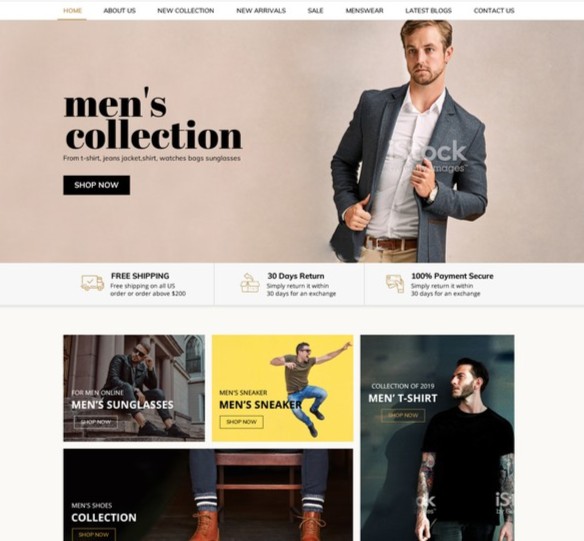 HOME
ABOUT US
NEW COLLECTION
NEW ARRIVALS
SALE
MENSWEAR
LATEST BLOGS
CONTACT US
men's
collection
From t-shirt, jeans jacket,shirt, watches bags sunglasses
SHOP NOW
iStock
FREE SHIPPING
Free shipping on all US
order or order above $200
30 Days Return
Simply return it within
30 days for an exchange
100% Payment Secure
Simply return it within
30 days for an exchange
FOR MEN ONLINE
MEN'S SUNGLASSES
SHOP NOW
MEN'S SNEAKER
MEN'S SNEAKER
SHOP NOW
COLLECTION OF 2019
MEN' T-SHIRT
SHOP NOW
MEN'S SHOES
COLLECTION
SHOP NOW